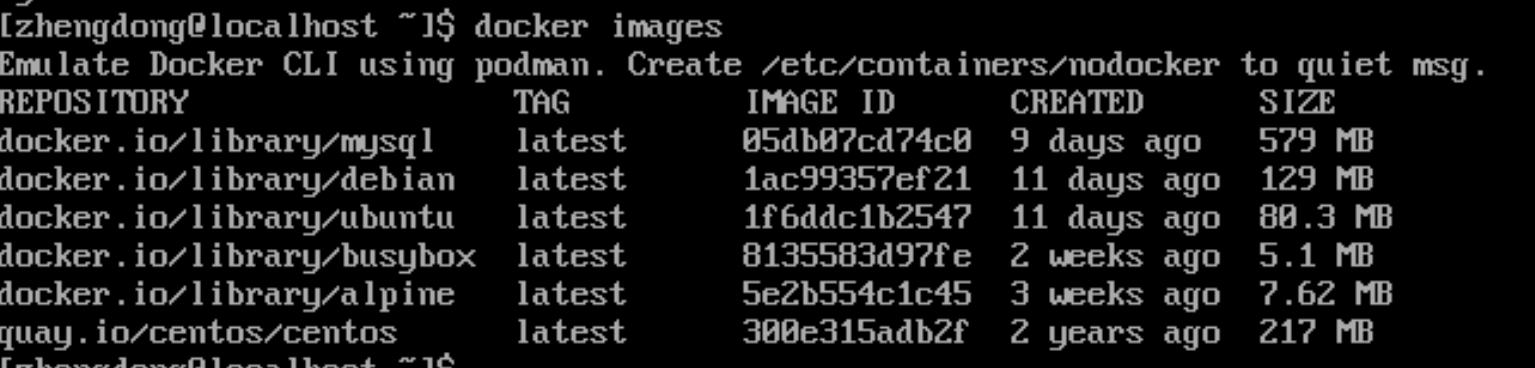 [zhengdong@localhost ~]$ docker images
Emulate Docker CLI using podman. Create /etc/containers/nodocker to quiet msg.
REPOSITORY TAG IMAGE ID CREATED SIZE
docker.io/library/mysql latest 05db07cd74c0 9 days ago 579 MB
docker.io/library/debian latest 1ac99357ef21 11 days ago 129 MB
docker.io/library/ubuntu latest 1f6ddc1b2547 11 days ago 80.3 MB
docker.io/library/busybox latest 8135583d97fe 2 weeks ago 5.1 MB
docker.io/library/alpine latest 5e2b554c1c45 3 weeks ago 7.62 MB
quay.io/centos/centos latest 300e315adb2f 2 years ago 217 MB
[zhengdong@localhost ~]$